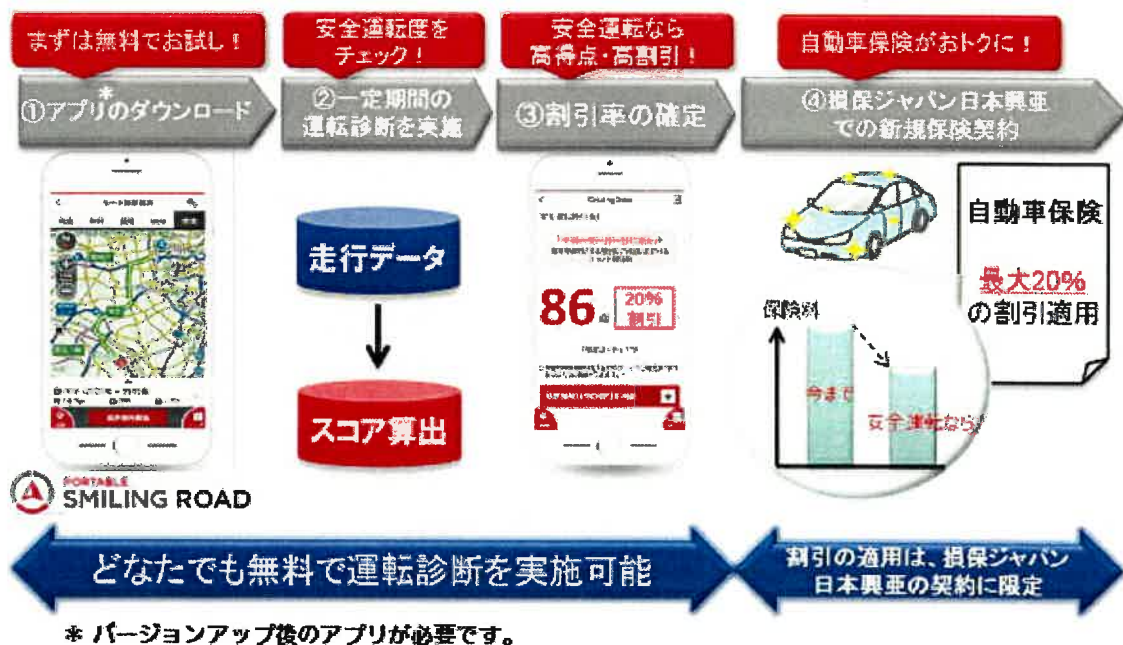 まずは無料でお試し!
安全運転度を
チェック!
安全運転なら
高得点・高割引!
自動車保険がおトクに!
*
①アプリのダウンロード
②一定期間の
運転診断を実施
③割引率の確定
④損保ジャパン日本興亜
での新規保険契約
走行データ
スコア算出
86点
20%
割引
自動車保険
最大20%
の割引適用
保険料
今まで
安全運転なら
PORTABLE
SMILING ROAD
どなたでも無料で運転診断を実施可能
割引の適用は、損保ジャパン
日本興亜の契約に限定
* バージョンアップ後のアプリが必要です。